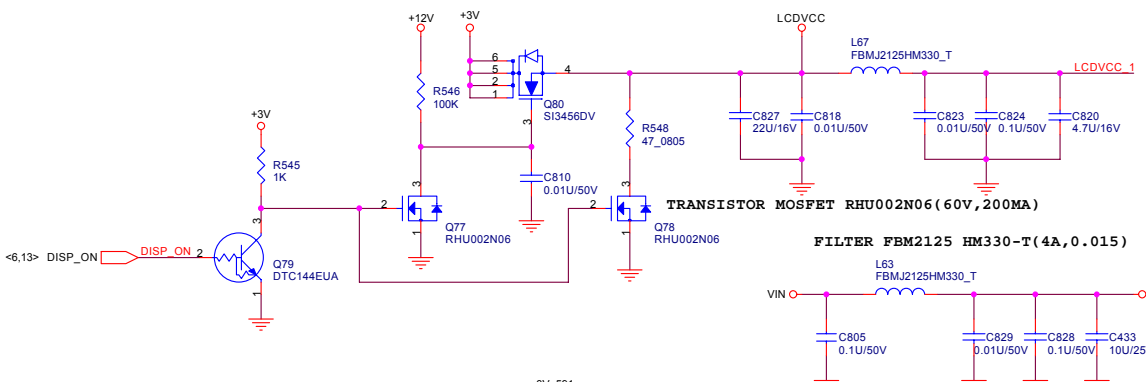 +12V
+3V
LCDVCC
L67
FBMJ2125HM330_T
LCDVCC_1
6
5
2
1
4
3
Q80
SI3456DV
R546
100K
+3V
R545
1K
R548
47_0805
C827
22U/16V
C818
0.01U/50V
C823
0.01U/50V
C824
0.1U/50V
C820
4.7U/16V
C810
0.01U/50V
3
2
1
Q77
RHU002N06
3
2
1
Q78
RHU002N06
TRANSISTOR MOSFET RHU002N06(60V,200MA)
FILTER FBM2125 HM330-T(4A,0.015)
<6,13> DISP_ON
DISP_ON
2
3
1
Q79
DTC144EUA
L63
FBMJ2125HM330_T
VIN
C805
0.1U/50V
C829
0.01U/50V
C828
0.1U/50V
C433
10U/25